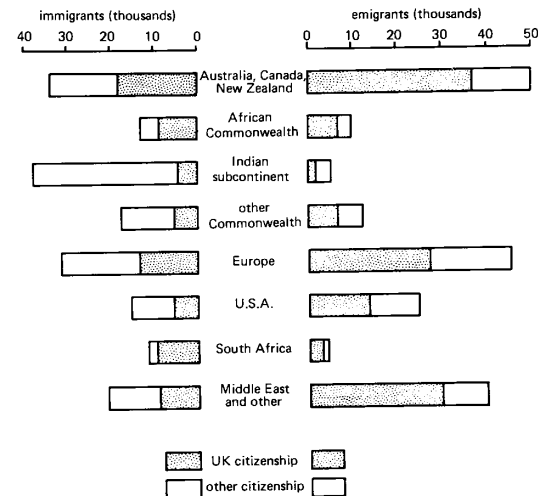 immigrants (thousands) emigrants (thousands)
40 30 20 10 0 0 10 20 30 40 50
Australia, Canada,
New Zealand
African
Commonwealth
Indian
subcontinent
other
Commonwealth
Europe
U.S.A.
South Africa
Middle East
and other
UK citizenship
other citizenship